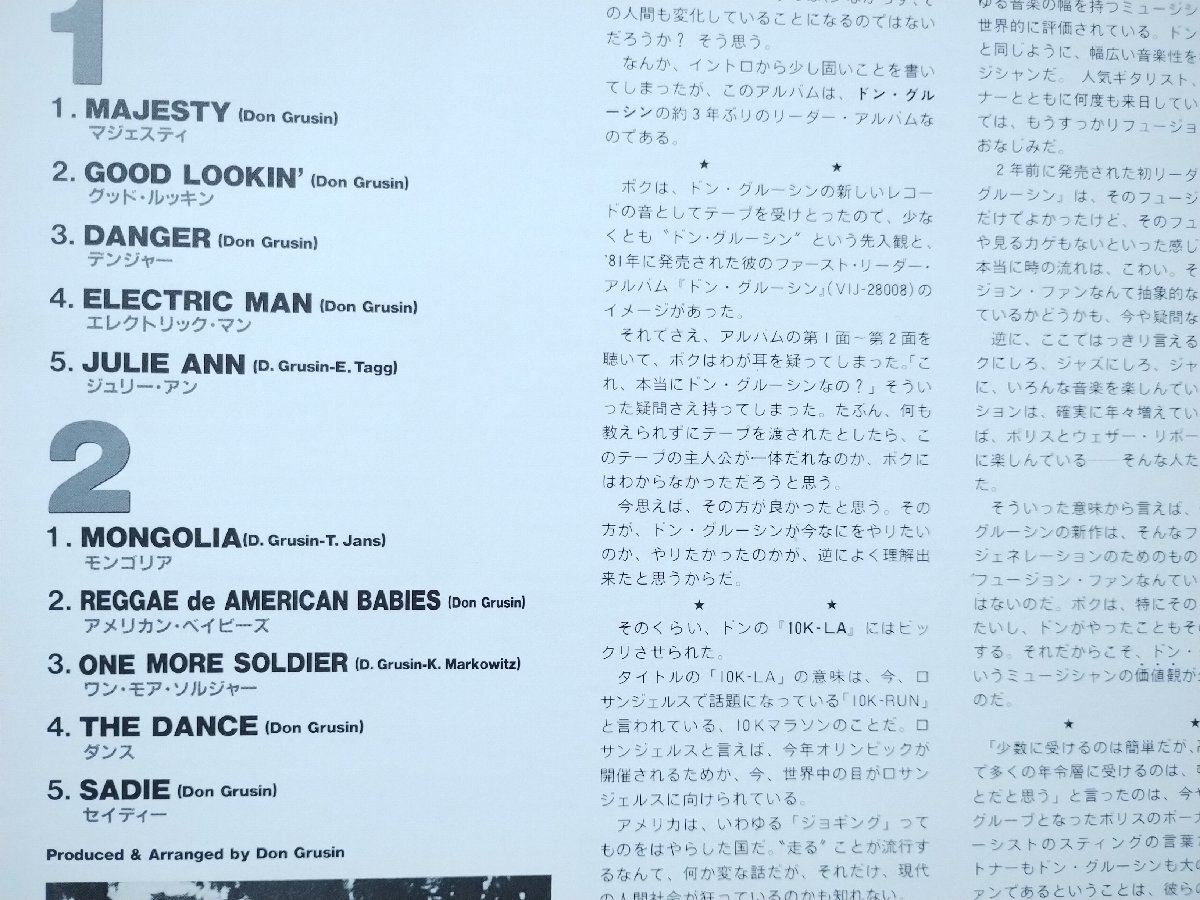 1
1. MAJESTY (Don Grusin)
マジェスティ
2. GOOD LOOKIN' (Don Grusin)
グッド・ルッキン
3. DANGER (Don Grusin)
デンジャー
4. ELECTRIC MAN (Don Grusin)
エレクトリック・マン
5. JULIE ANN (D. Grusin-E. Tagg)
ジュリー・アン
2
1. MONGOLIA (D. Grusin-T. Jans)
モンゴリア
2. REGGAE de AMERICAN BABIES (Don Grusin)
アメリカン・ベイビーズ
3. ONE MORE SOLDIER (D. Grusin-K. Markowitz)
ワン・モア・ソルジャー
4. THE DANCE (Don Grusin)
ダンス
5. SADIE (Don Grusin)
セイディー
Produced & Arranged by Don Grusin
の人間も変化していることになるのではない
だろうか? そう思う。
なんか、イントロから少し固いことを書い
てしまったが、このアルバムは、ドン・グル
ーシンの約3年ぶりのリーダー・アルバムな
のである。
★ ★
ボクは、ドン・グルーシンの新しいレコー
ドの音としてテープを受けとったので、少な
くとも〝ドン・グルーシン〟という先入観と、
'81年に発売された彼のファースト・リーダー・
アルバム『ドン・グルーシン』(VIJ-28008)の
イメージがあった。
それでさえ、アルバムの第1面〜第2面を
聴いて、ボクはわが耳を疑ってしまった。「こ
れ、本当にドン・グルーシンなの?」そうい
った疑問さえ持ってしまった。たぶん、何も
教えられずにテープを渡されたとしたら、こ
のテープの主人公が一体だれなのか、ボクに
はわからなかっただろうと思う。
今思えば、その方が良かったと思う。その
方が、ドン・グルーシンが今なにをやりたい
のか、やりたかったのかが、逆によく理解出
来たと思うからだ。
★ ★
そのくらい、ドンの『10K-LA』にはビッ
クリさせられた。
タイトルの「10K-LA」の意味は、今、ロ
サンジェルスで話題になっている「10K-RUN」
と言われている、10Kマラソンのことだ。ロ
サンジェルスと言えば、今年オリンピックが
開催されるためか、今、世界中の目がロサン
ジェルスに向けられている。
アメリカは、いわゆる「ジョギング」って
ものをはやらした国だ。〝走る〟ことが流行す
るなんて、何か変な話だが、それだけ、現代
の人間社会が狂っているのかも知れない。
ゆる音楽の幅を持つミュージシ
世界的に評価されている。ドン
と同じように、幅広い音楽性を
ジシャンだ。人気ギタリスト、
ナーとともに何度も来日してい
ては、もうすっかりフュージョ
おなじみだ。
2年前に発売された初リーダ
グルーシン』は、そのフュージ
だけでよかったけど、そのフュ
や見るカゲもないといった感じ
本当に時の流れは、こわい。そ
ジョン・ファンなんて抽象的な
ているかどうかも、今や疑問な
逆に、ここではっきり言える
クにしろ、ジャズにしろ、ジャ
に、いろんな音楽を楽しんでい
ションは、確実に年々増えてい
ば、ポリスとウェザー・リポー
に楽しんでいる——そんな人た
た。
そういった意味から言えば、
グルーシンの新作は、そんなフ
ジェネレーションのためのもの
フュージョン・ファンなんてい
はないのだ。ボクは、特にその
たいし、ドンがやったこともそ
する。それだからこそ、ドン・
いうミュージシャンの価値観が
のだ。
★ ★
「少数に受けるのは簡単だが、
て多くの年令層に受けるのは、
とだと思う」と言ったのは、今や
グループとなったポリスのボーカ
ーシストのスティングの言葉
トナーもドン・グルーシンも大の
ァンであるということは、彼らの